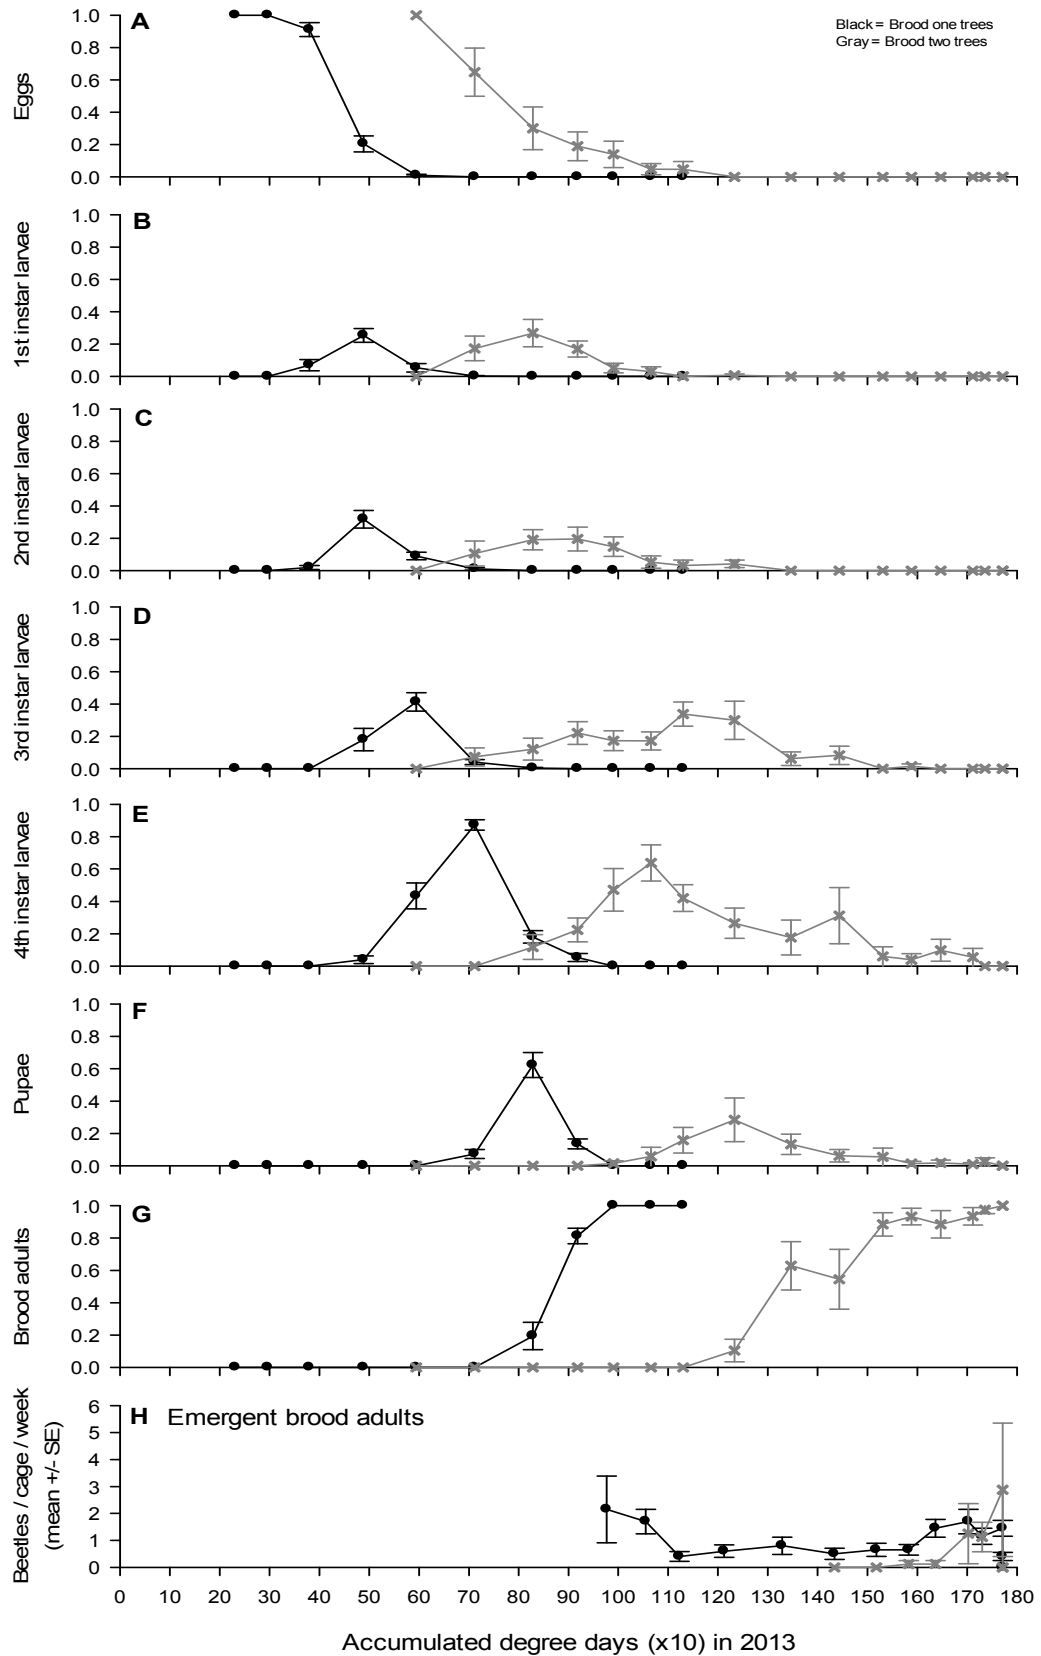 A
Black = Brood one trees
Gray = Brood two trees
Eggs
1.0
0.8
0.6
0.4
0.2
0.0
B
1st instar larvae
1.0
0.8
0.6
0.4
0.2
0.0
C
2nd instar larvae
1.0
0.8
0.6
0.4
0.2
0.0
D
3rd instar larvae
1.0
0.8
0.6
0.4
0.2
0.0
E
4th instar larvae
1.0
0.8
0.6
0.4
0.2
0.0
F
Pupae
1.0
0.8
0.6
0.4
0.2
0.0
G
Brood adults
1.0
0.8
0.6
0.4
0.2
0.0
H Emergent brood adults
Beetles / cage / week
(mean +/- SE)
6
5
4
3
2
1
0
0 10 20 30 40 50 60 70 80 90 100 110 120 130 140 150 160 170 180
Accumulated degree days (x10) in 2013